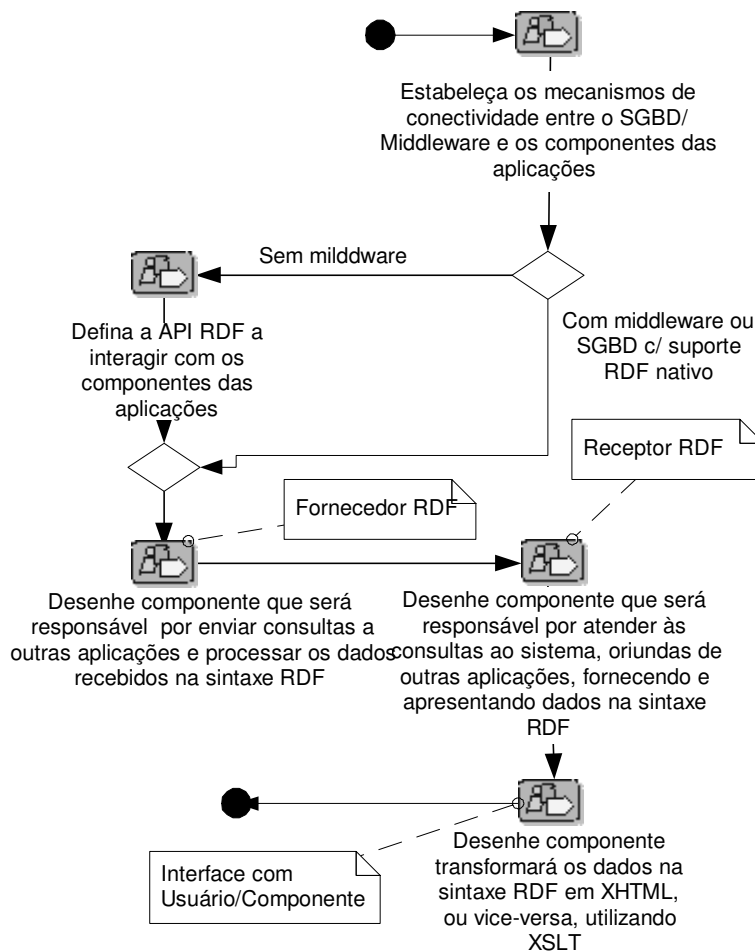 Estabeleça os mecanismos de
conectividade entre o SGBD/
Middleware e os componentes das
aplicações
Sem milddware
Com middleware ou
SGBD c/ suporte
RDF nativo
Defina a API RDF a
interagir com os
componentes das
aplicações
Receptor RDF
Fornecedor RDF
Desenhe componente que será
responsável por enviar consultas a
outras aplicações e processar os dados
recebidos na sintaxe RDF
Desenhe componente que será
responsável por atender às
consultas ao sistema, oriundas de
outras aplicações, fornecendo e
apresentando dados na sintaxe
RDF
Interface com
Usuário/Componente
Desenhe componente
transformará os dados na
sintaxe RDF em XHTML,
ou vice-versa, utilizando
XSLT